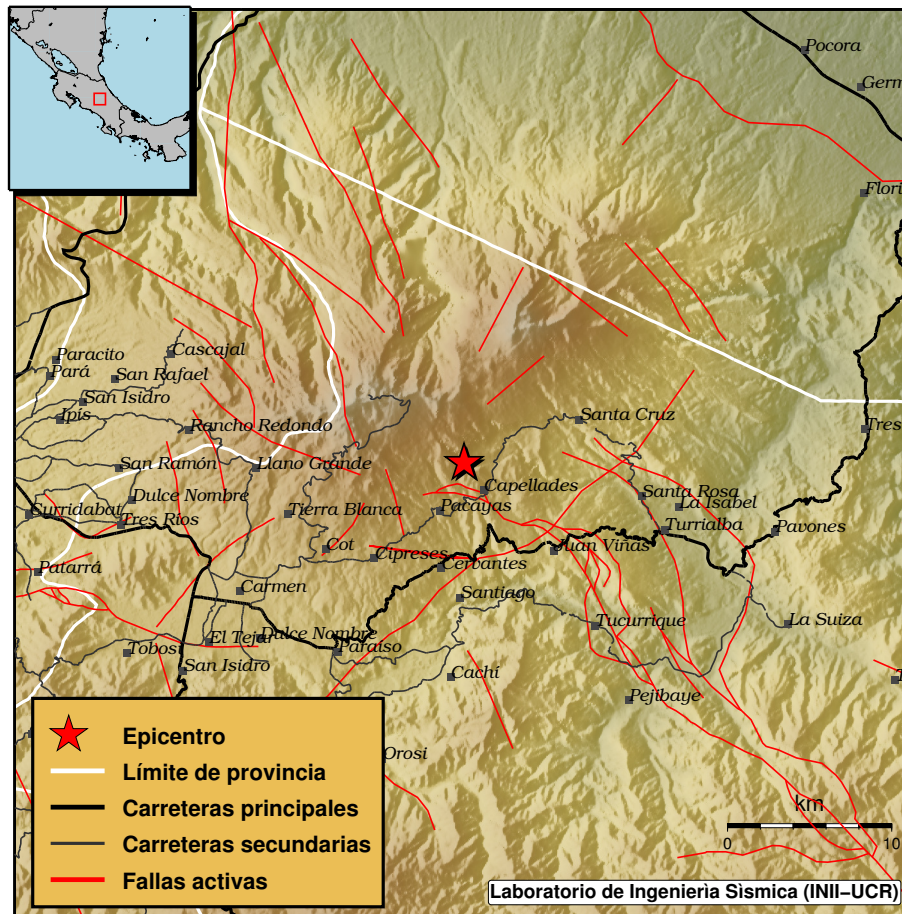 Pocora
Germ
Flori
Paracito
Cascajal
Pará
San Rafael
San Isidro
Ipís
Rancho Redondo
Santa Cruz
Tres
San Ramón
Llano Grande
Capellades
Dulce Nombre
Santa Rosa
La Isabel
Curridabat
Tres Ríos
Tierra Blanca
Pacayas
Turrialba
Pavones
Cot
Cipreses
Juan Viñas
Patarrá
Cervantes
Carmen
Santiago
El Tejar
Dulce Nombre
Tucurrique
La Suiza
Tobosi
Paraíso
San Isidro
Cachí
T
Pejibaye
Orosi
Epicentro
Límite de provincia
Carreteras principales
Carreteras secundarias
Fallas activas
km
0
10
Laboratorio de Ingenierìa Sìsmica (INII−UCR)